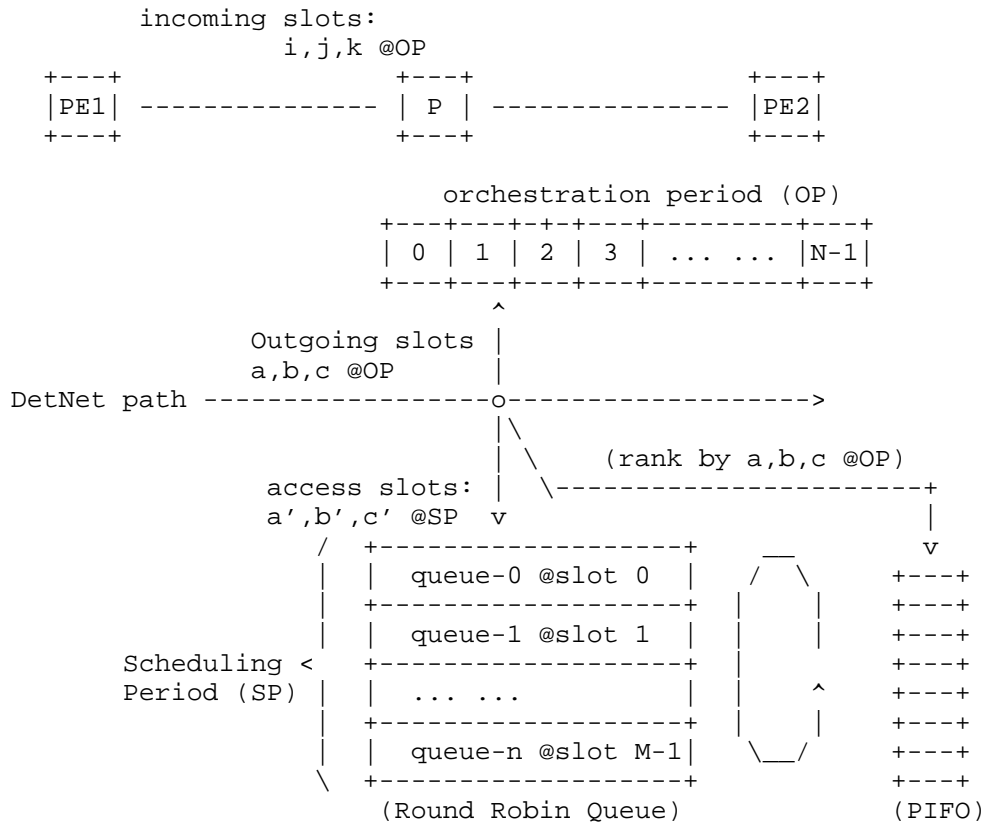 incoming slots:
i,j,k @OP
PE1 P PE2
orchestration period (OP)
0 1 2 3 ... ... N-1
Outgoing slots
a,b,c @OP
DetNet path
(rank by a,b,c @OP)
access slots:
a',b',c' @SP
queue-0 @slot 0
queue-1 @slot 1
Scheduling
Period (SP) ... ...
queue-n @slot M-1
(Round Robin Queue) (PIFO)